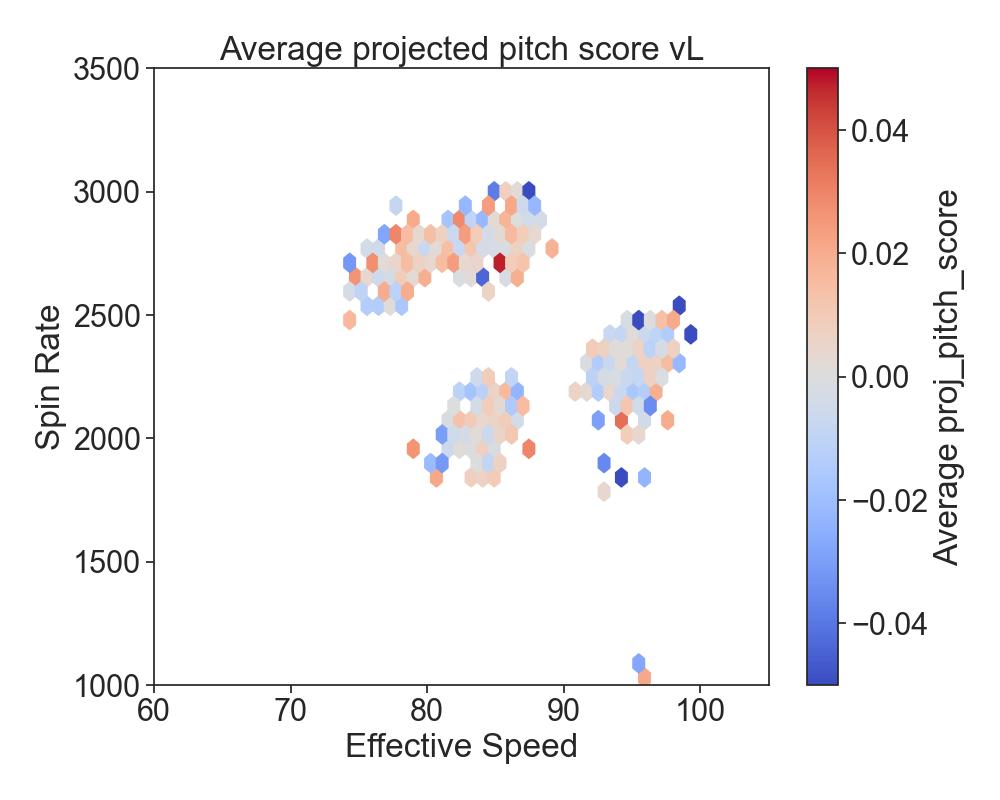 Average projected pitch score vL
3500
3000
2500
2000
1500
1000
Spin Rate
60 70 80 90 100
Effective Speed
0.04
0.02
0.00
−0.02
−0.04
Average proj_pitch_score